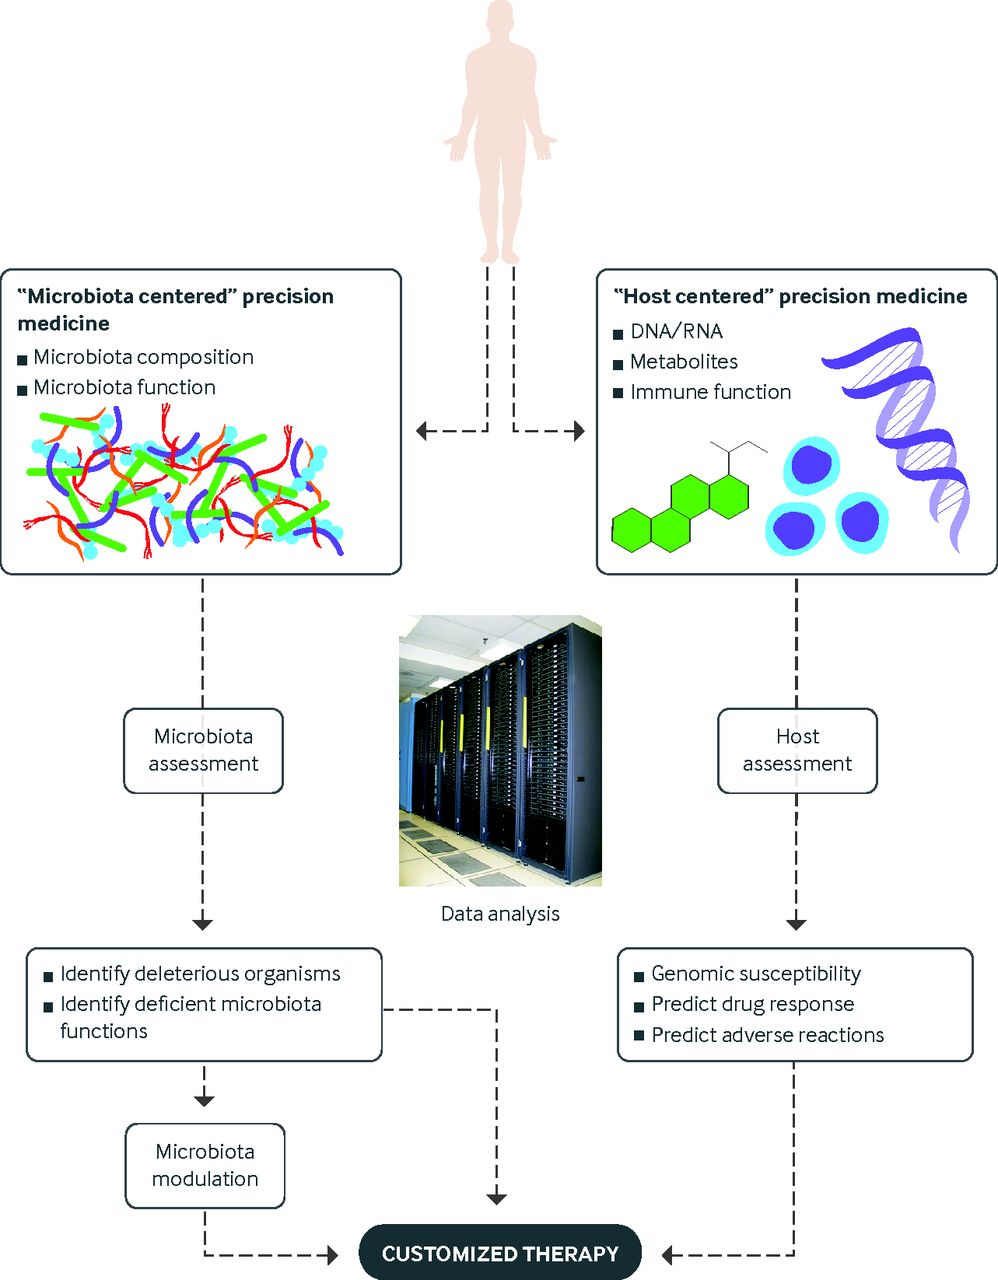 "Microbiota centered" precision
medicine
Microbiota composition
Microbiota function
"Host centered" precision medicine
DNA/RNA
Metabolites
Immune function
Microbiota
assessment
Host
assessment
Data analysis
Identify deleterious organisms
Identify deficient microbiota
functions
Genomic susceptibility
Predict drug response
Predict adverse reactions
Microbiota
modulation
CUSTOMIZED THERAPY